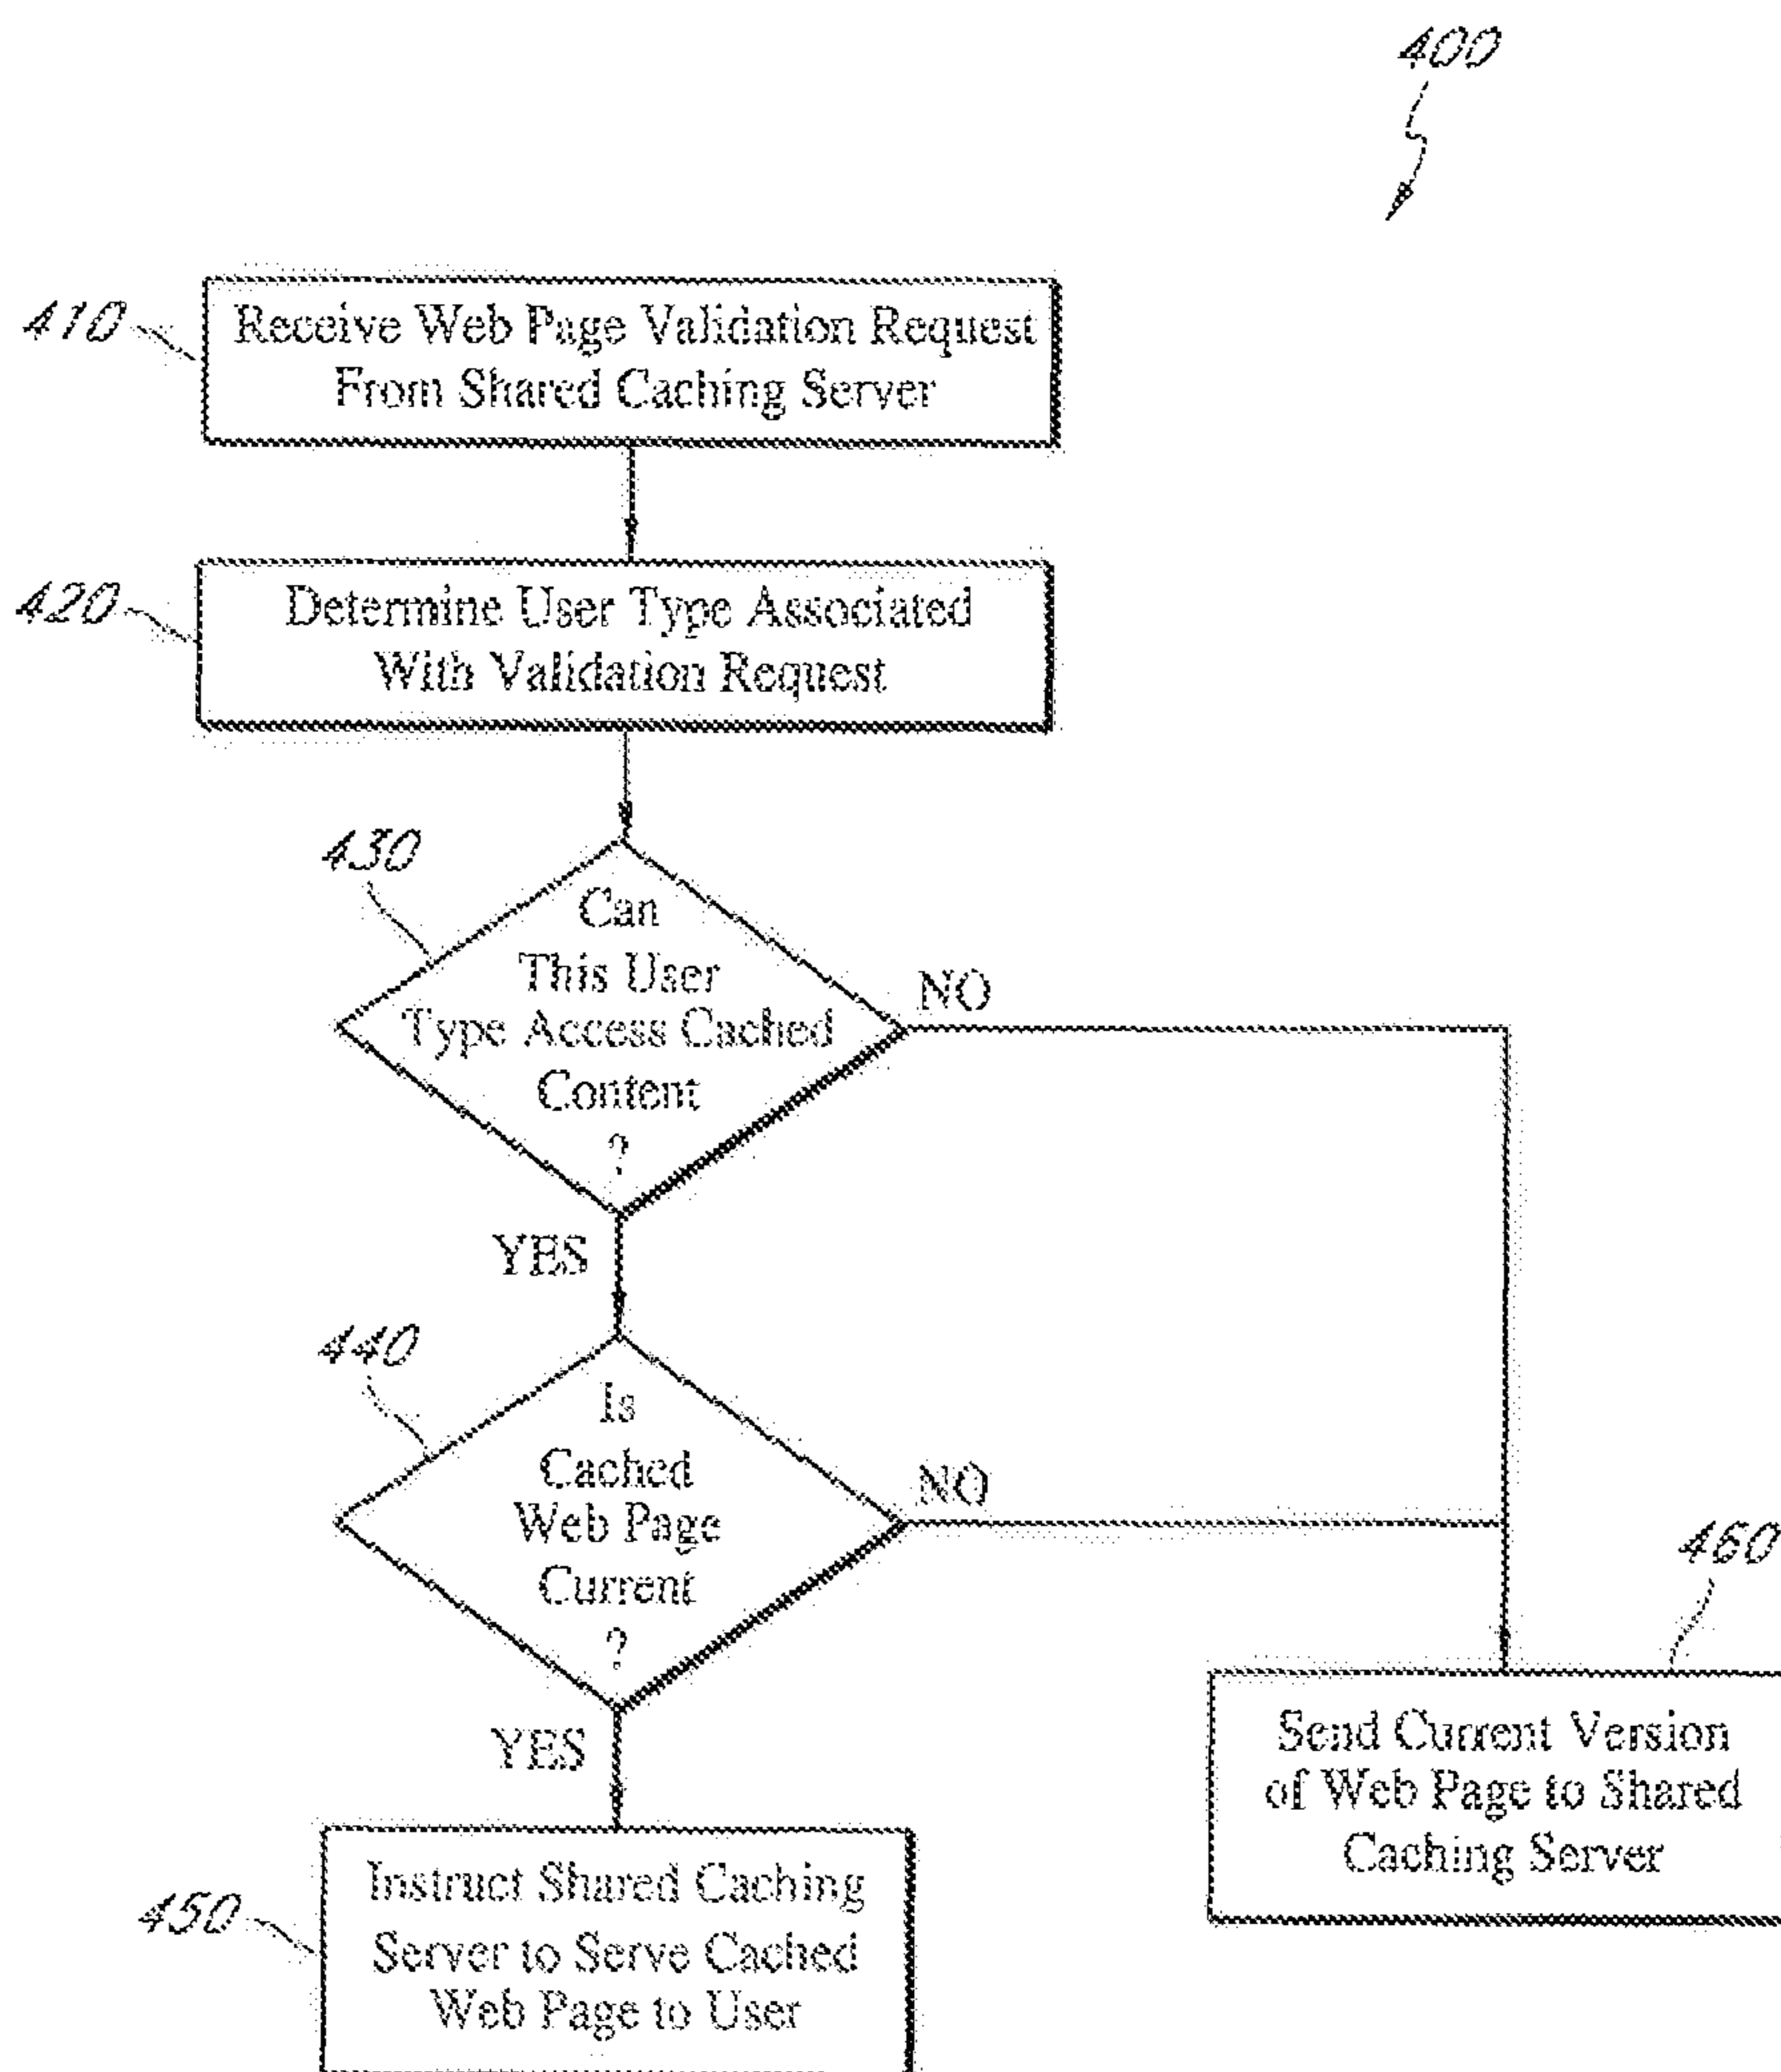 400
410
Receive Web Page Validation Request
From Shared Caching Server
420
Determine User Type Associated
With Validation Request
430
Can
This User
Type Access Cached
Content
?
NO
YES
440
Is
Cached
Web Page
Current
?
NO
YES
460
Send Current Version
of Web Page to Shared
Caching Server
450
Instruct Shared Caching
Server to Serve Cached
Web Page to User